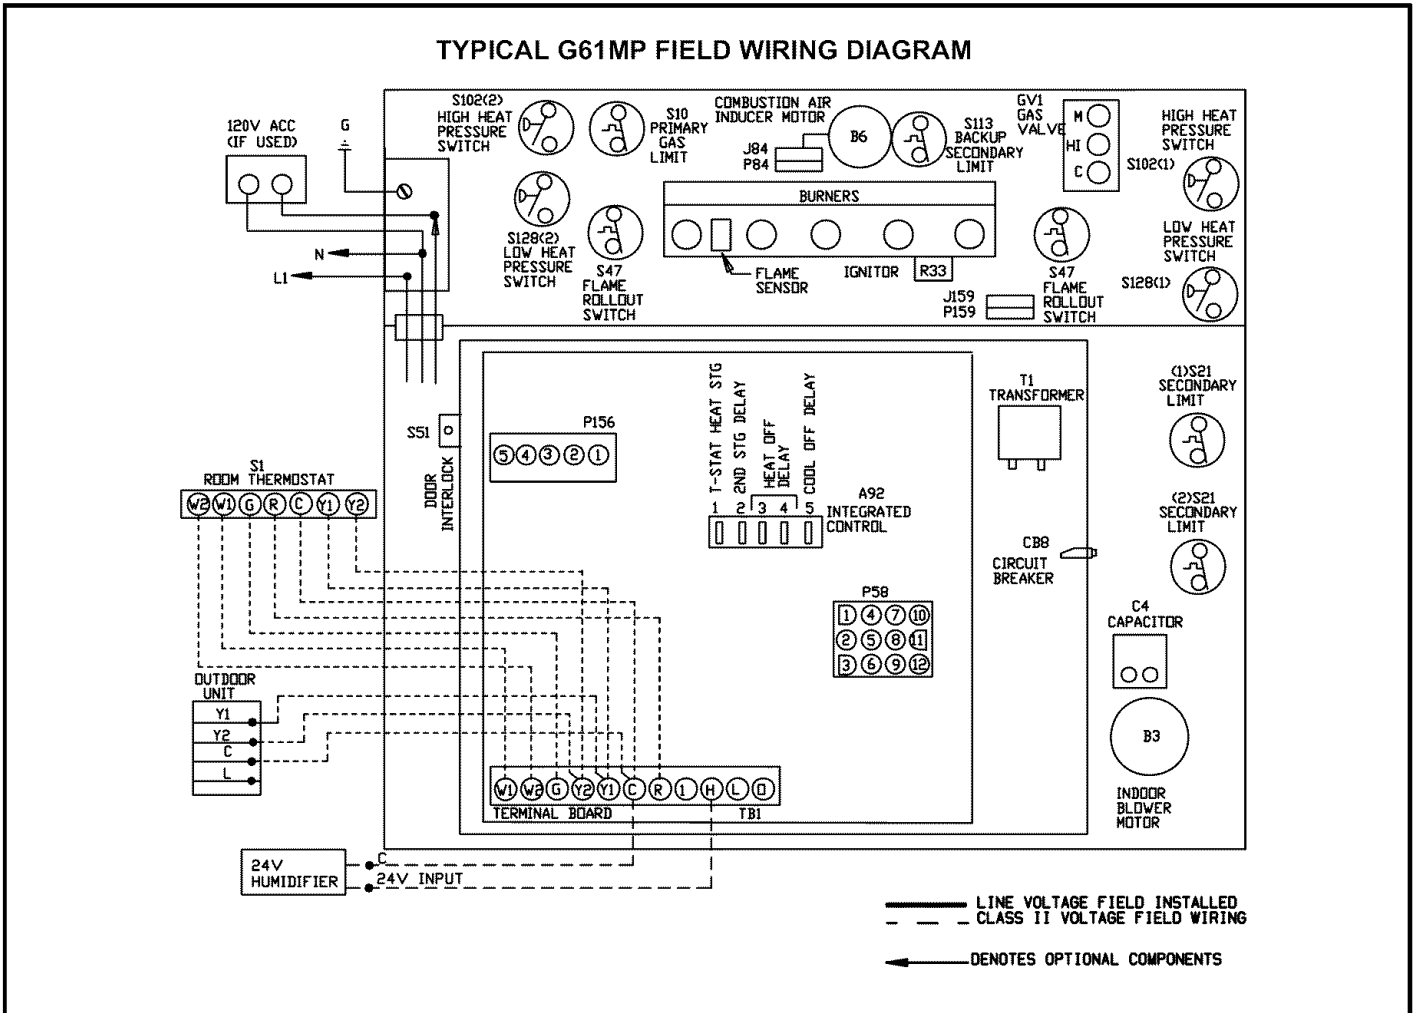 TYPICAL G61MP FIELD WIRING DIAGRAM
120V ACC
(IF USED)
G
N
L1
S102(2)
HIGH HEAT
PRESSURE
SWITCH
S10
PRIMARY
GAS
LIMIT
COMBUSTION AIR
INDUCER MOTOR
B6
J84
P84
S113
BACKUP
SECONDARY
LIMIT
GV1
GAS
VALVE
M
HI
C
HIGH HEAT
PRESSURE
SWITCH
S102(1)
S128(2)
LOW HEAT
PRESSURE
SWITCH
S47
FLAME
ROLLOUT
SWITCH
BURNERS
FLAME
SENSOR
IGNITOR
R33
J159
P159
S47
FLAME
ROLLOUT
SWITCH
LOW HEAT
PRESSURE
SWITCH
S128(1)
S51
DOOR
INTERLOCK
P156
5 4 3 2 1
T-STAT HEAT STG
2ND STG DELAY
HEAT OFF
DELAY
COOL OFF DELAY
1 2 3 4 5
A92
INTEGRATED
CONTROL
T1
TRANSFORMER
(1)S21
SECONDARY
LIMIT
(2)S21
SECONDARY
LIMIT
CB8
CIRCUIT
BREAKER
P58
1 4 7 10
2 5 8 11
3 6 9 12
C4
CAPACITOR
B3
INDOOR
BLOWER
MOTOR
S1
ROOM THERMOSTAT
W2 W1 G R C Y1 Y2
OUTDOOR
UNIT
Y1
Y2
C
L
W1 W2 G Y2 Y1 C R 1 H L O
TERMINAL BOARD
TB1
24V
HUMIDIFIER
C
24V INPUT
LINE VOLTAGE FIELD INSTALLED
CLASS II VOLTAGE FIELD WIRING
DENOTES OPTIONAL COMPONENTS